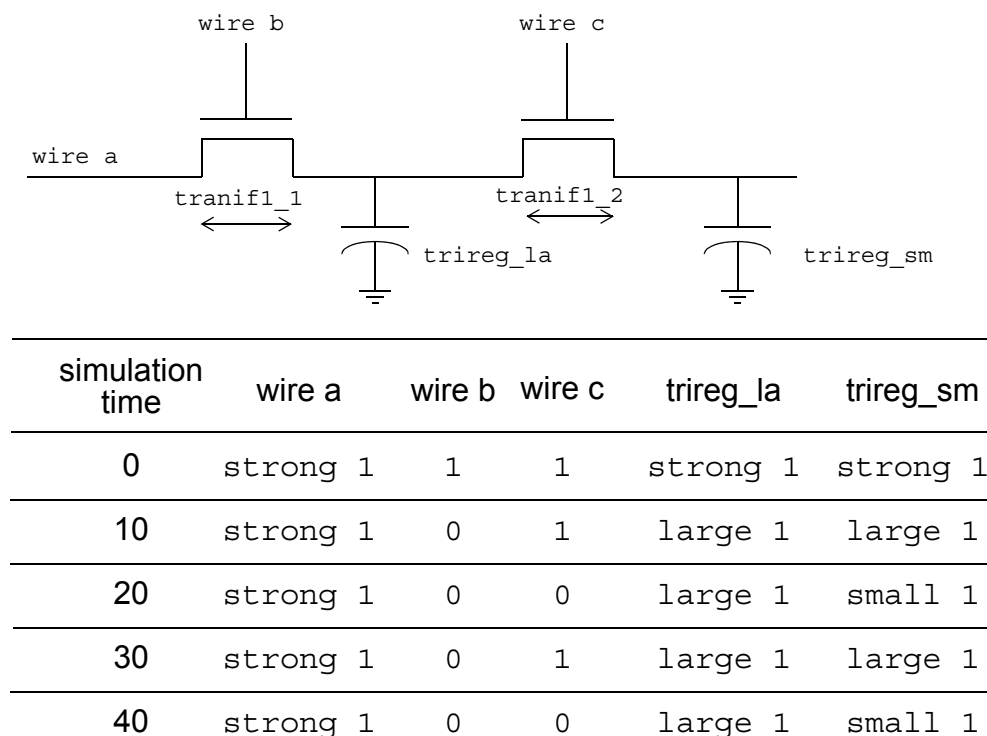 wire b wire c
wire a
tranif1_1 tranif1_2
trireg_la trireg_sm
simulation time wire a wire b wire c trireg_la trireg_sm
0 strong 1 1 1 strong 1 strong 1
10 strong 1 0 1 large 1 large 1
20 strong 1 0 0 large 1 small 1
30 strong 1 0 1 large 1 large 1
40 strong 1 0 0 large 1 small 1